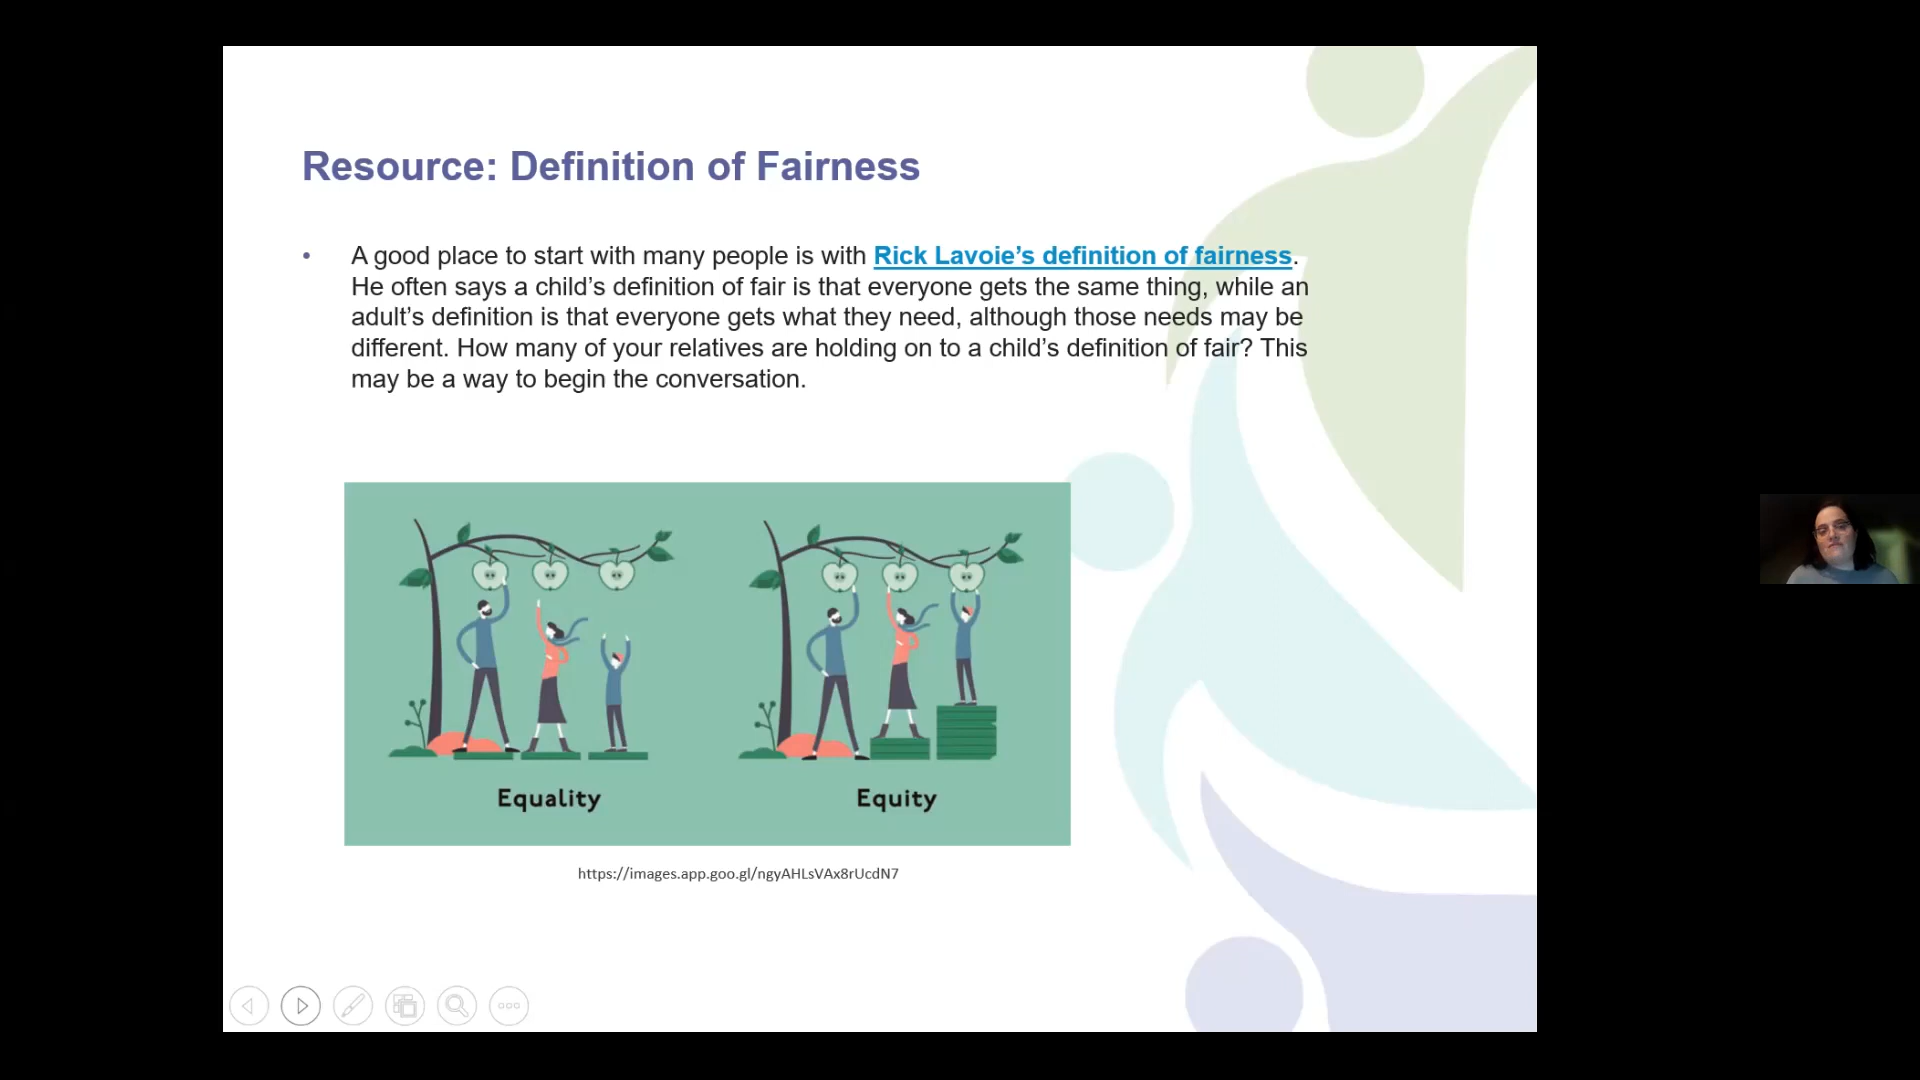 Resource: Definition of Fairness
• A good place to start with many people is with Rick Lavoie’s definition of fairness.
He often says a child’s definition of fair is that everyone gets the same thing, while an
adult’s definition is that everyone gets what they need, although those needs may be
different. How many of your relatives are holding on to a child’s definition of fair? This
may be a way to begin the conversation.
Equality
Equity
https://images.app.goo.gl/ngyAHLsVAx8rUcdN7